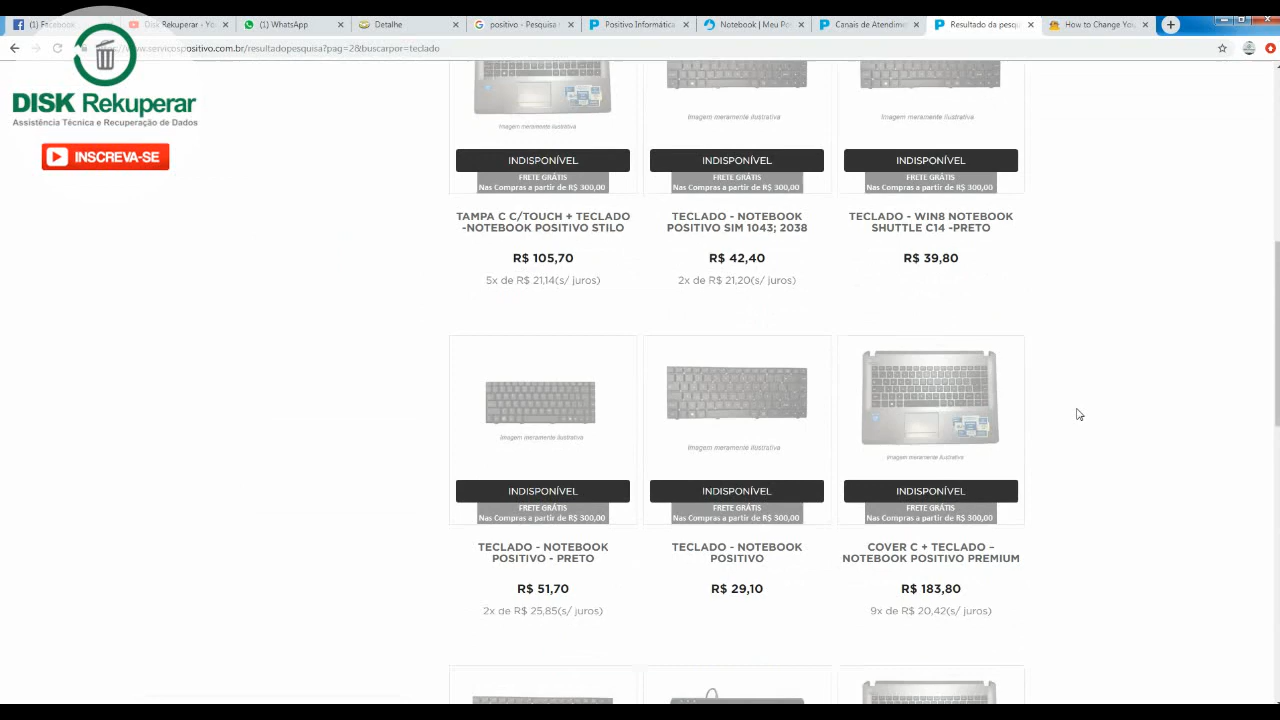 (1) Facebook
Disk Rekuperar - You
(1) WhatsApp
Detalhe
positivo - Pesquisa
Positivo Informática
Notebook | Meu Po
Canais de Atendime
Resultado da pesqu
How to Change You
www.servicospositivo.com.br/resultadopesquisa?pag=2&buscarpor=teclado
DISK Rekuperar
Assistência Técnica e Recuperação de Dados
INSCREVA-SE
Imagem meramente ilustrativa
Imagem meramente ilustrativa
Imagem meramente ilustrativa
INDISPONÍVEL
INDISPONÍVEL
INDISPONÍVEL
FRETE GRÁTIS
Nas Compras a partir de R$ 300,00
FRETE GRÁTIS
Nas Compras a partir de R$ 300,00
FRETE GRÁTIS
Nas Compras a partir de R$ 300,00
TAMPA C C/TOUCH + TECLADO
-NOTEBOOK POSITIVO STILO
TECLADO - NOTEBOOK
POSITIVO SIM 1043; 2038
TECLADO - WIN8 NOTEBOOK
SHUTTLE C14 -PRETO
R$ 105,70
R$ 42,40
R$ 39,80
5x de R$ 21,14(s/ juros)
2x de R$ 21,20(s/ juros)
Imagem meramente ilustrativa
Imagem meramente ilustrativa
Imagem meramente ilustrativa
INDISPONÍVEL
INDISPONÍVEL
INDISPONÍVEL
FRETE GRÁTIS
Nas Compras a partir de R$ 300,00
FRETE GRÁTIS
Nas Compras a partir de R$ 300,00
FRETE GRÁTIS
Nas Compras a partir de R$ 300,00
TECLADO - NOTEBOOK
POSITIVO - PRETO
TECLADO - NOTEBOOK
POSITIVO
COVER C + TECLADO –
NOTEBOOK POSITIVO PREMIUM
R$ 51,70
R$ 29,10
R$ 183,80
2x de R$ 25,85(s/ juros)
9x de R$ 20,42(s/ juros)